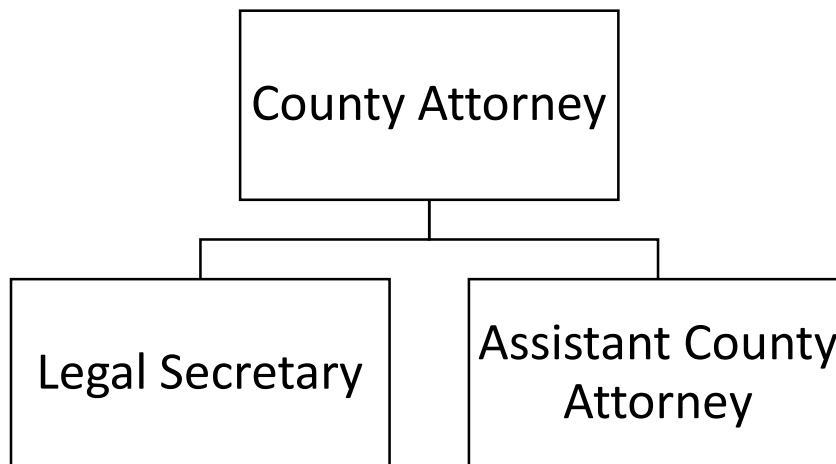 County Attorney
Legal Secretary
Assistant County
Attorney